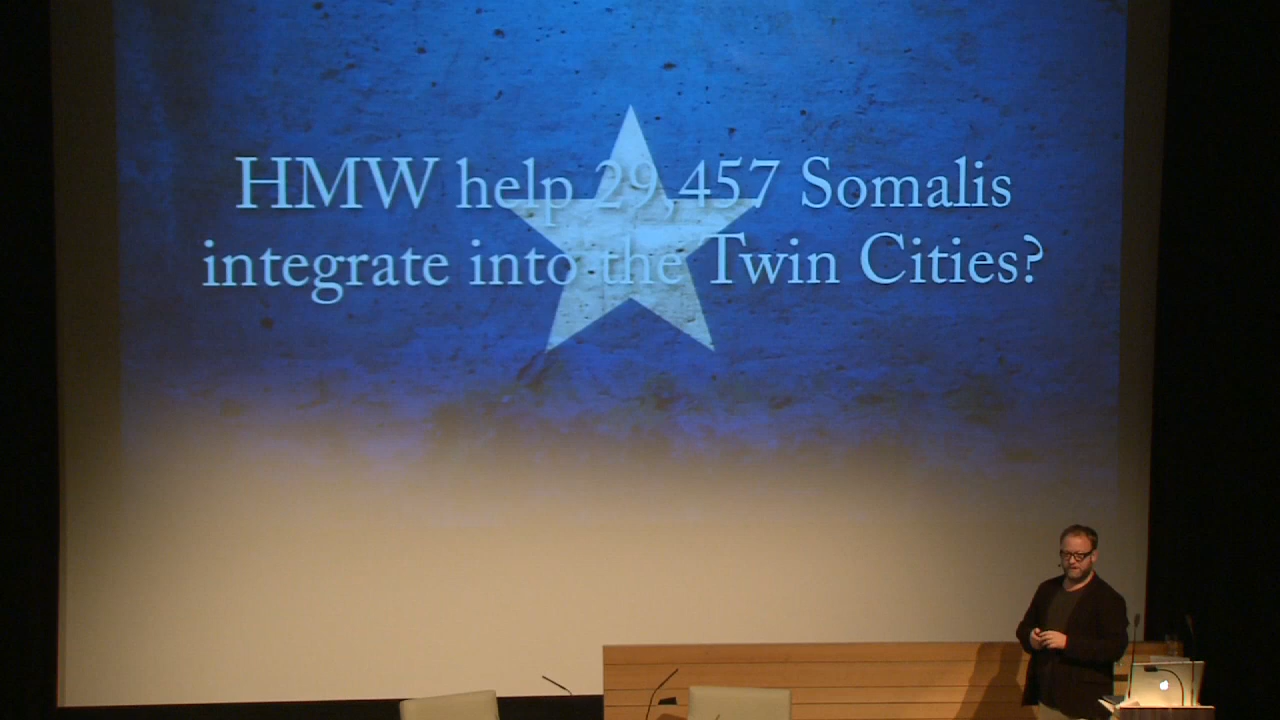 HMW help 29,457 Somalis
integrate into the Twin Cities?